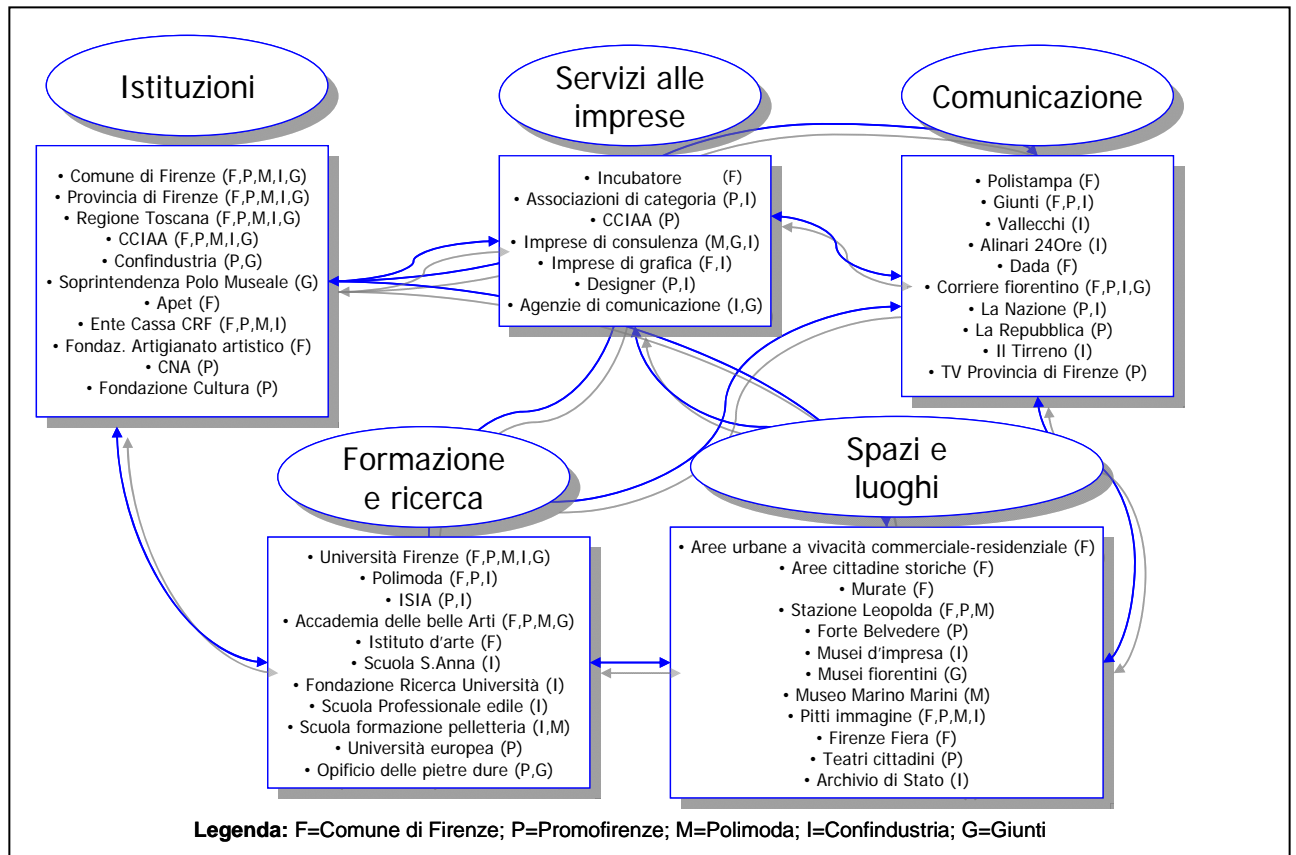 Istituzioni
• Comune di Firenze (F,P,M,I,G)
• Provincia di Firenze (F,P,M,I,G)
• Regione Toscana (F,P,M,I,G)
• CCIAA (F,P,M,I,G)
• Confindustria (P,G)
• Soprintendenza Polo Museale (G)
• Apet (F)
• Ente Cassa CRF (F,P,M,I)
• Fondaz. Artigianato artistico (F)
• CNA (P)
• Fondazione Cultura (P)
Servizi alle
imprese
• Incubatore (F)
• Associazioni di categoria (P,I)
• CCIAA (P)
• Imprese di consulenza (M,G,I)
• Imprese di grafica (F,I)
• Designer (P,I)
• Agenzie di comunicazione (I,G)
Comunicazione
• Polistampa (F)
• Giunti (F,P,I)
• Vallecchi (I)
• Alinari 24Ore (I)
• Dada (F)
• Corriere fiorentino (F,P,I,G)
• La Nazione (P,I)
• La Repubblica (P)
• Il Tirreno (I)
• TV Provincia di Firenze (P)
Formazione
e ricerca
• Università Firenze (F,P,M,I,G)
• Polimoda (F,P,I)
• ISIA (P,I)
• Accademia delle belle Arti (F,P,M,G)
• Istituto d'arte (F)
• Scuola S.Anna (I)
• Fondazione Ricerca Università (I)
• Scuola Professionale edile (I)
• Scuola formazione pelletteria (I,M)
• Università europea (P)
• Opificio delle pietre dure (P,G)
Spazi e
luoghi
• Aree urbane a vivacità commerciale-residenziale (F)
• Aree cittadine storiche (F)
• Murate (F)
• Stazione Leopolda (F,P,M)
• Forte Belvedere (P)
• Musei d'impresa (I)
• Musei fiorentini (G)
• Museo Marino Marini (M)
• Pitti immagine (F,P,M,I)
• Firenze Fiera (F)
• Teatri cittadini (P)
• Archivio di Stato (I)
Legenda: F=Comune di Firenze; P=Promofirenze; M=Polimoda; I=Confindustria; G=Giunti